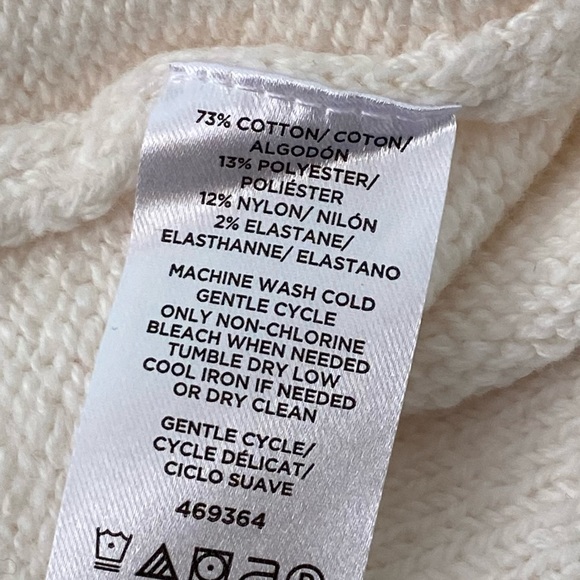 73% COTTON/ COTON/
ALGODÓN
13% POLYESTER/
POLIÉSTER
12% NYLON/ NILÓN
2% ELASTANE/
ELASTHANNE/ ELASTANO
MACHINE WASH COLD
GENTLE CYCLE
ONLY NON-CHLORINE
BLEACH WHEN NEEDED
TUMBLE DRY LOW
COOL IRON IF NEEDED
OR DRY CLEAN
GENTLE CYCLE/
CYCLE DÉLICAT/
CICLO SUAVE
469364